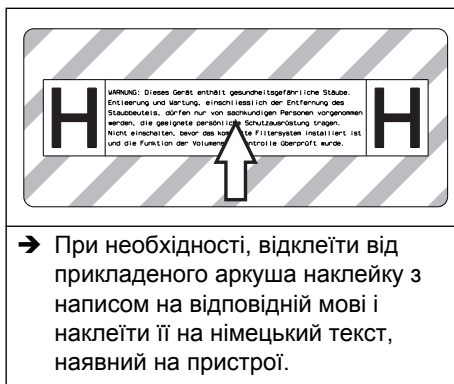 H
WARNUNG: Dieses Gerät enthält gesundheitsgefährliche Stäube.
Entleerung und Wartung, einschliesslich der Entfernung des
Staubbeutels, dürfen nur von sachkundigen Personen vorgenommen
werden, die geeignete persönliche Schutzausrüstung tragen.
Nicht einschalten, bevor das Filtersystem installiert ist
und die Funktion der überprüft wurde.
H
➔ При необхідності, відклеїти від
прикладеного аркуша наклейку з
написом на відповідній мові і
наклеїти її на німецький текст,
наявний на пристрої.